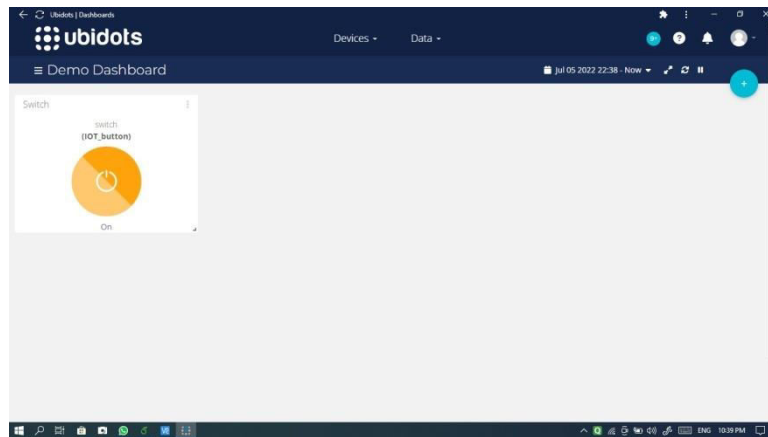 Ubidots | Dashboards
ubidots
Devices
Data
Demo Dashboard
Jul 05 2022 22:38 - Now
Switch
switch
(IOT_button)
On
ENG 10:39 PM